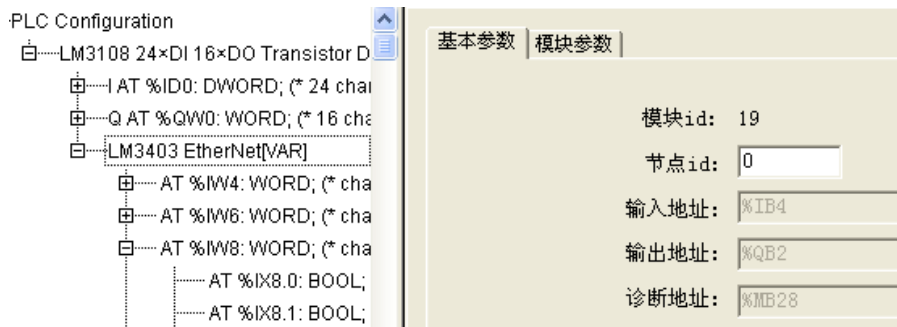 PLC Configuration
LM3108 24×DI 16×DO Transistor D
I AT %ID0: DWORD; (* 24 chai
Q AT %QW0: WORD; (* 16 cha
LM3403 EtherNet[VAR]
AT %IW4: WORD; (* cha
AT %IW6: WORD; (* cha
AT %IW8: WORD; (* cha
AT %IX8.0: BOOL;
AT %IX8.1: BOOL;
基本参数 模块参数
模块id: 19
节点id: 0
输入地址: %IB4
输出地址: %QB2
诊断地址: %MB28